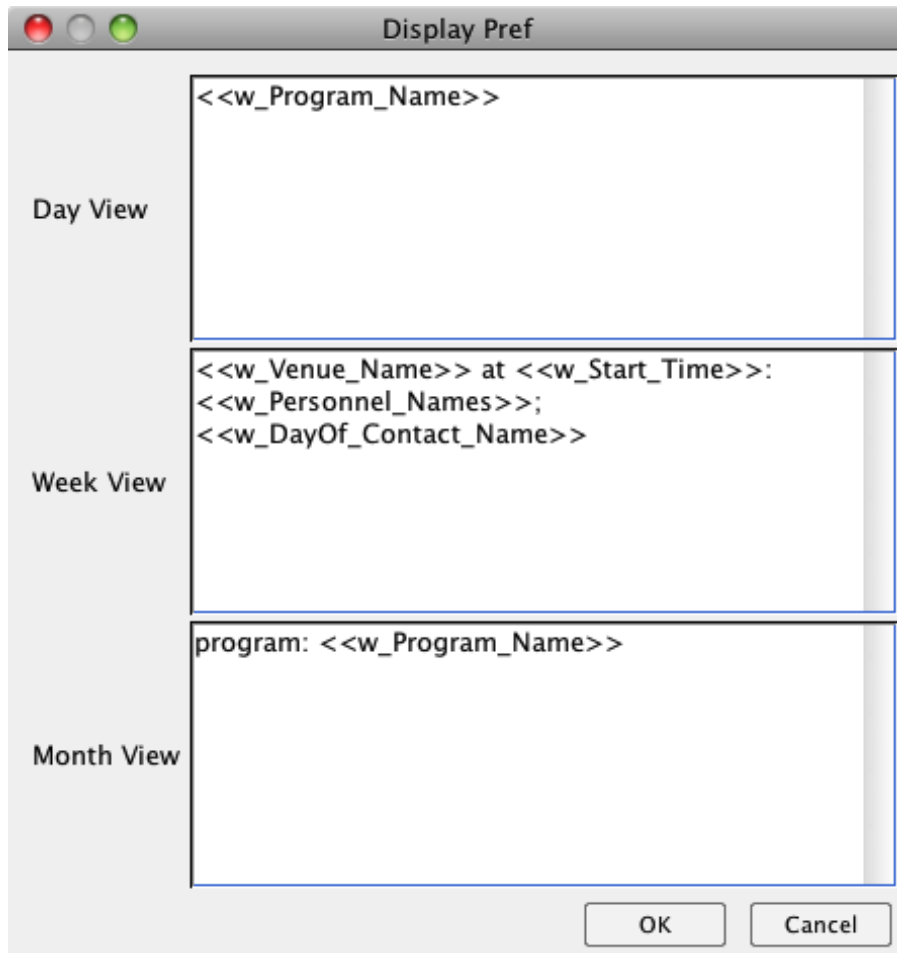 Display Pref
Day View
<<w_Program_Name>>
Week View
<<w_Venue_Name>> at <<w_Start_Time>>:
<<w_Personnel_Names>>;
<<w_DayOf_Contact_Name>>
Month View
program: <<w_Program_Name>>
OK
Cancel